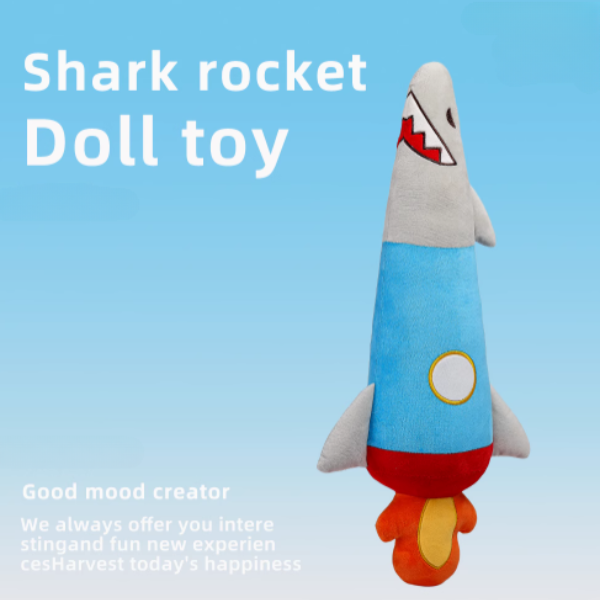 Shark rocket
Doll toy
Good mood creator
We always offer you intere
stingand fun new experien
cesHarvest today's happiness